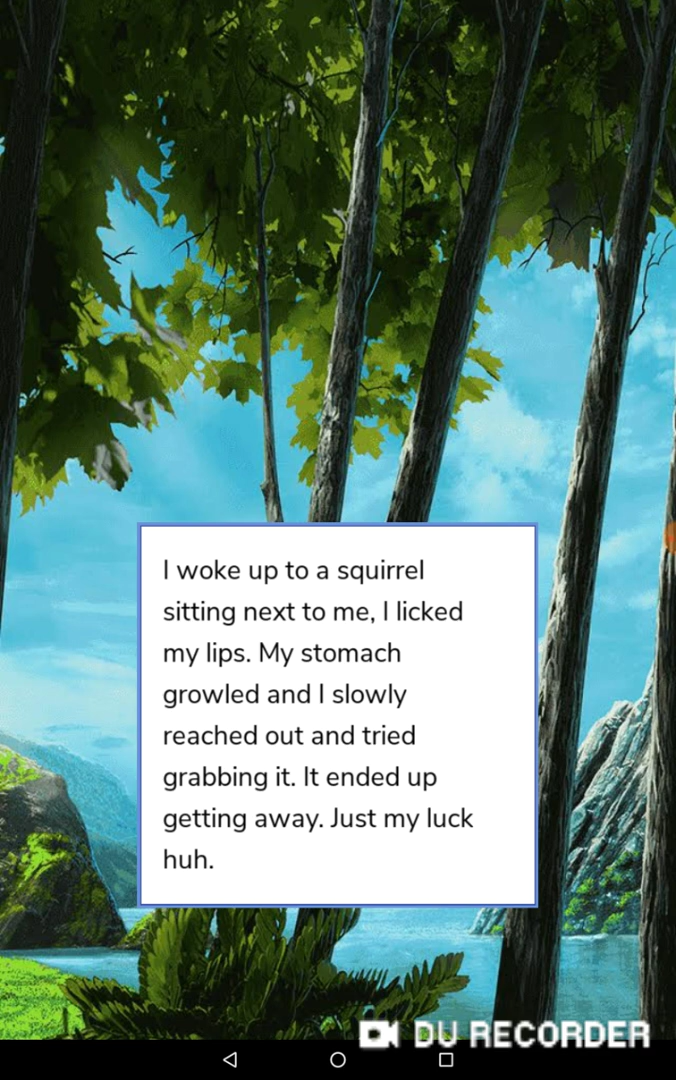 I woke up to a squirrel
sitting next to me, I licked
my lips. My stomach
growled and I slowly
reached out and tried
grabbing it. It ended up
getting away. Just my luck
huh.
DU RECORDER